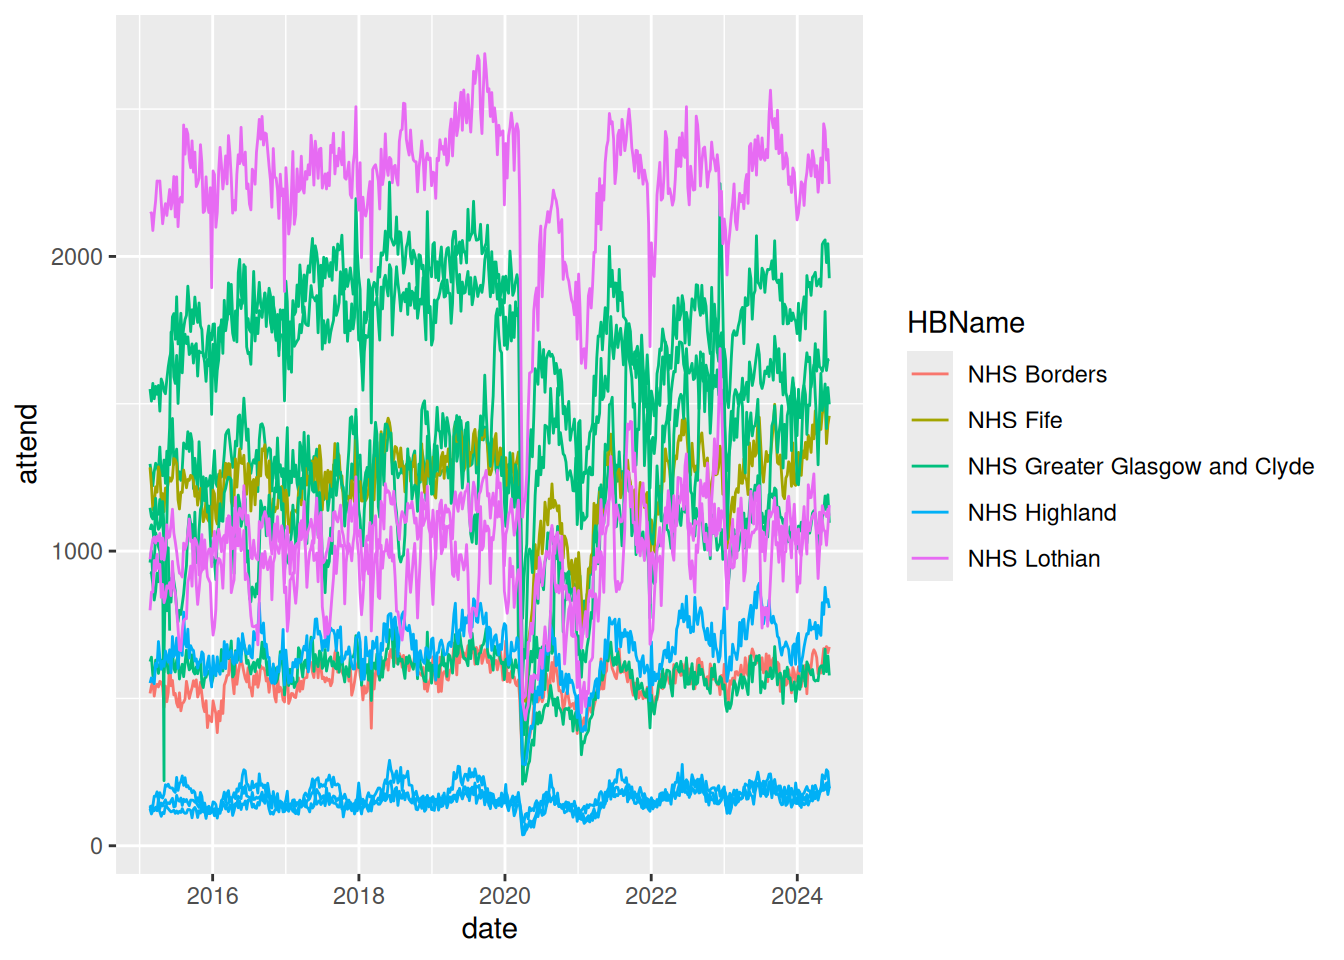 attend
2000
1000
0
2016 2018 2020 2022 2024
date
HBName
NHS Borders
NHS Fife
NHS Greater Glasgow and Clyde
NHS Highland
NHS Lothian